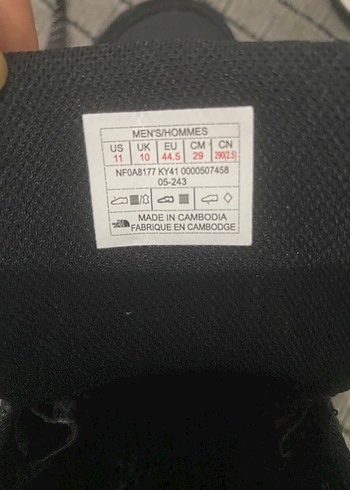 MEN'S/HOMMES
US UK EU CM CN
11 10 44.5 29 290(2.5)
NF0A8177 KY41 0000507458
05-243
MADE IN CAMBODIA
FABRIQUE EN CAMBODGE